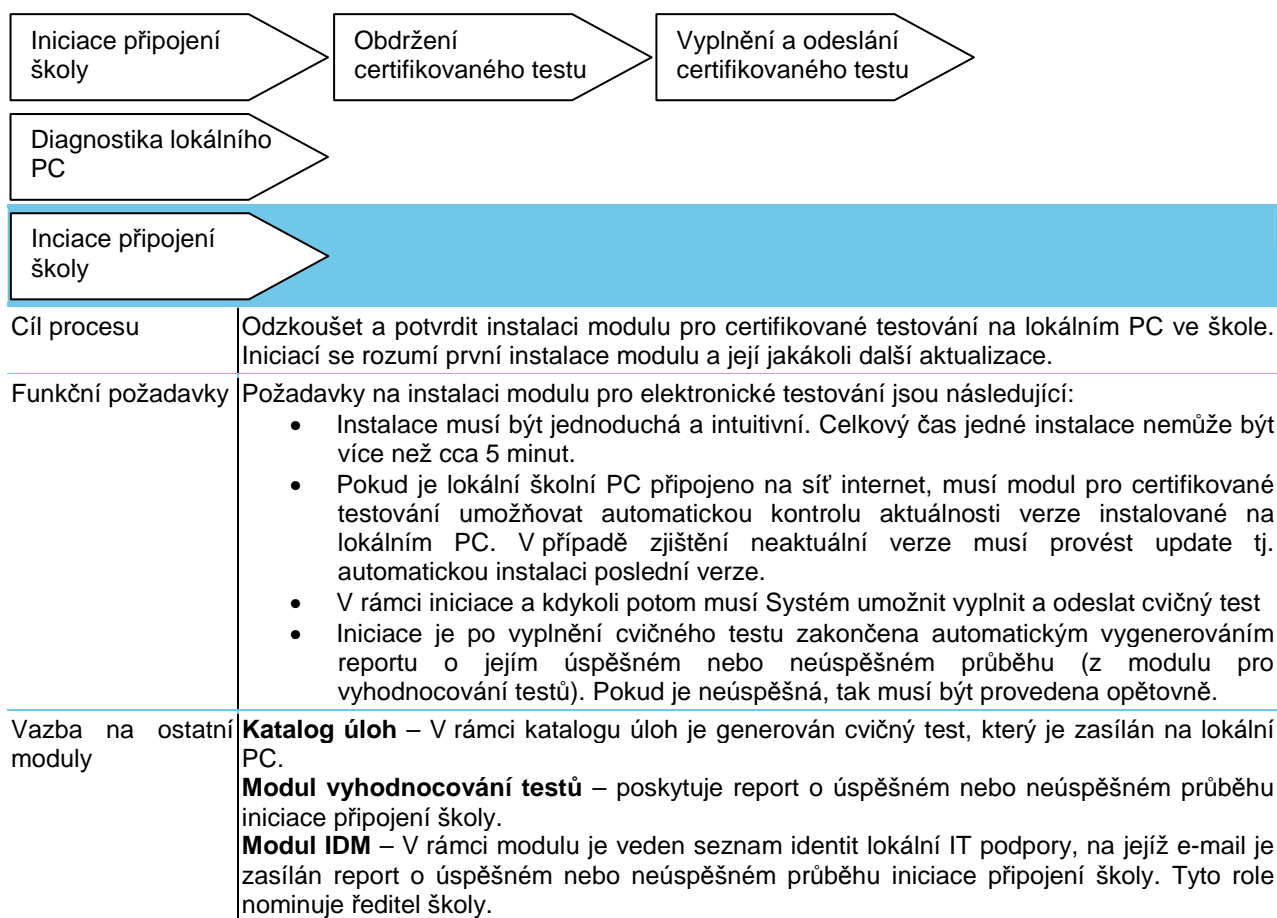 Iniciace připojení
školy
Obdržení
certifikovaného testu
Vyplnění a odeslání
certifikovaného testu
Diagnostika lokálního
PC
Inciace připojení
školy
Cíl procesu
Odzkoušet a potvrdit instalaci modulu pro certifikované testování na lokálním PC ve škole.
Iniciací se rozumí první instalace modulu a její jakákoli další aktualizace.
Funkční požadavky
Požadavky na instalaci modulu pro elektronické testování jsou následující:
• Instalace musí být jednoduchá a intuitivní. Celkový čas jedné instalace nemůže být
více než cca 5 minut.
• Pokud je lokální školní PC připojeno na síť internet, musí modul pro certifikované
testování umožňovat automatickou kontrolu aktuálnosti verze instalované na
lokálním PC. V případě zjištění neaktuální verze musí provést update tj.
automatickou instalaci poslední verze.
• V rámci iniciace a kdykoli potom musí Systém umožnit vyplnit a odeslat cvičný test
• Iniciace je po vyplnění cvičného testu zakončena automatickým vygenerováním
reportu o jejím úspěšném nebo neúspěšném průběhu (z modulu pro
vyhodnocování testů). Pokud je neúspěšná, tak musí být provedena opětovně.
Vazba na ostatní
moduly
Katalog úloh – V rámci katalogu úloh je generován cvičný test, který je zasílán na lokální
PC.
Modul vyhodnocování testů – poskytuje report o úspěšném nebo neúspěšném průběhu
iniciace připojení školy.
Modul IDM – V rámci modulu je veden seznam identit lokální IT podpory, na jejíž e-mail je
zasílán report o úspěšném nebo neúspěšném průběhu iniciace připojení školy. Tyto role
nominuje ředitel školy.